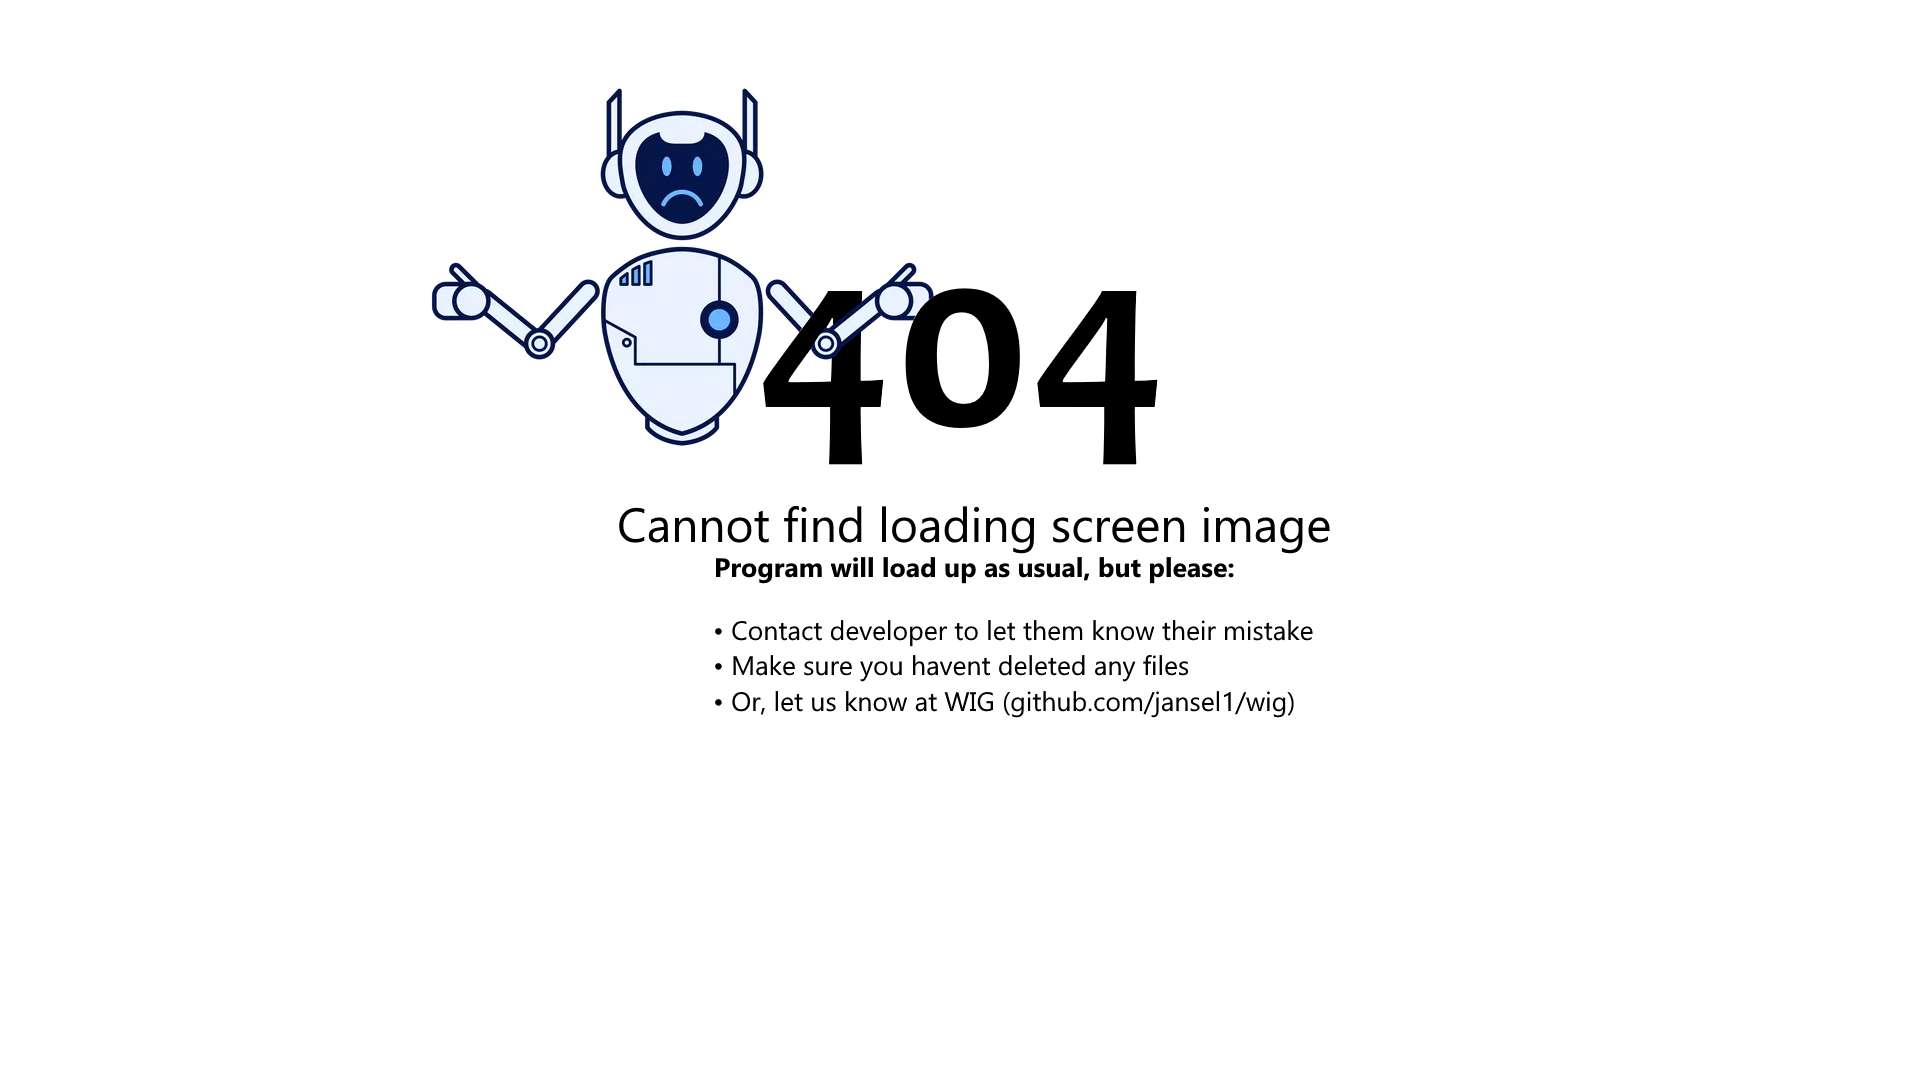 404
Cannot find loading screen image
Program will load up as usual, but please:
• Contact developer to let them know their mistake
• Make sure you havent deleted any files
• Or, let us know at WIG (github.com/jansel1/wig)